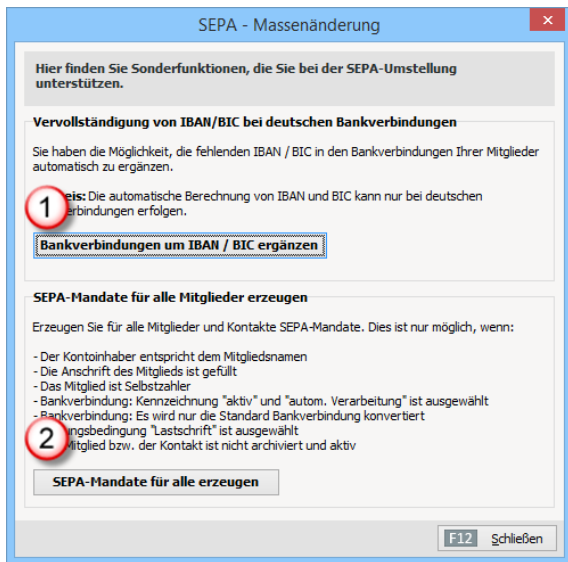 SEPA - Massenänderung
×
Hier finden Sie Sonderfunktionen, die Sie bei der SEPA-Umstellung
unterstützen.
Vervollständigung von IBAN/BIC bei deutschen Bankverbindungen
Sie haben die Möglichkeit, die fehlenden IBAN / BIC in den Bankverbindungen Ihrer Mitglieder
automatisch zu ergänzen.
eis: Die automatische Berechnung von IBAN und BIC kann nur bei deutschen
1
erbindungen erfolgen.
Bankverbindungen um IBAN / BIC ergänzen
SEPA-Mandate für alle Mitglieder erzeugen
Erzeugen Sie für alle Mitglieder und Kontakte SEPA-Mandate. Dies ist nur möglich, wenn:
- Der Kontoinhaber entspricht dem Mitgliedsnamen
- Die Anschrift des Mitglieds ist gefüllt
- Das Mitglied ist Selbstzahler
- Bankverbindung: Kennzeichnung "aktiv" und "autom. Verarbeitung" ist ausgewählt
- Bankverbindung: Es wird nur die Standard Bankverbindung konvertiert
ungsbedingung "Lastschrift" ist ausgewählt
2
Mitglied bzw. der Kontakt ist nicht archiviert und aktiv
SEPA-Mandate für alle erzeugen
F12 Schließen